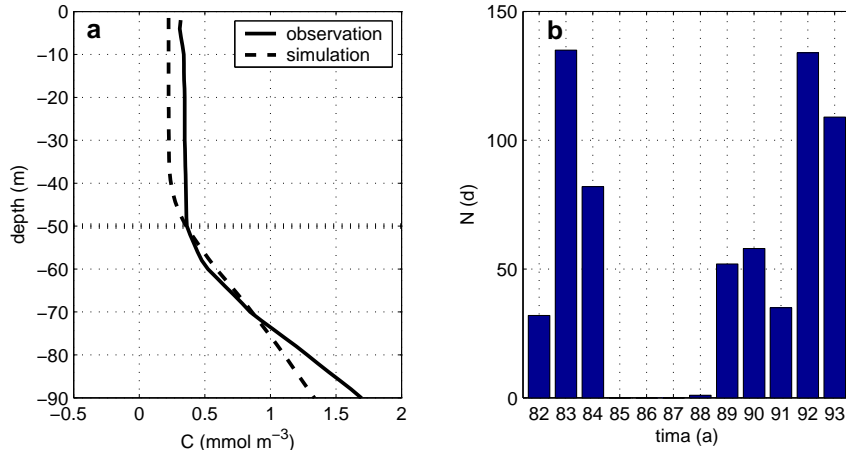 a
observation
simulation
0
−10
−20
−30
−40
−50
−60
−70
−80
−90
depth (m)
−0.5 0 0.5 1 1.5 2
C (mmol m−3)
b
150
100
50
0
N (d)
82 83 84 85 86 87 88 89 90 91 92 93
tima (a)